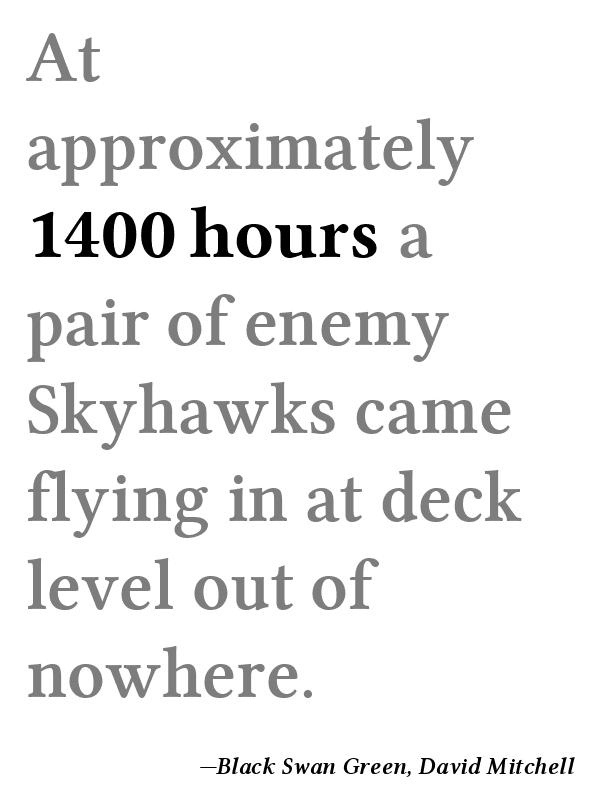 At
approximately
1400 hours a
pair of enemy
Skyhawks came
flying in at deck
level out of
nowhere.
—Black Swan Green, David Mitchell